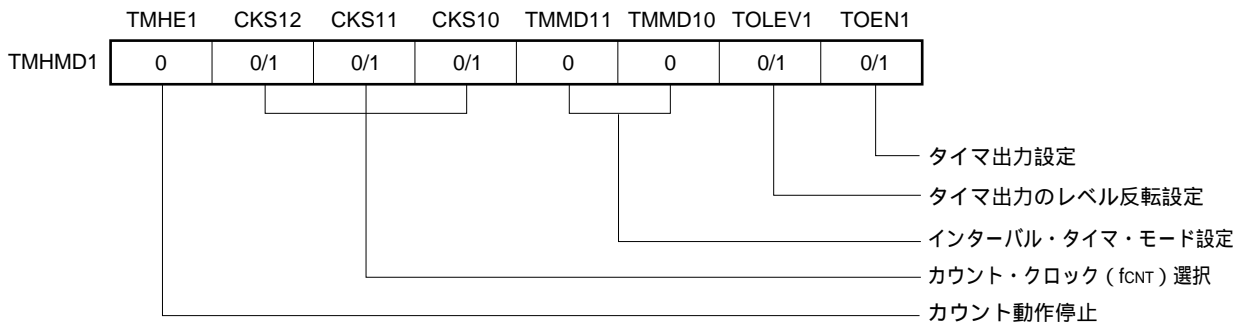 TMHE1 CKS12 CKS11 CKS10 TMMD11 TMMD10 TOLEV1 TOEN1
TMHMD1 0 0/1 0/1 0/1 0 0 0/1 0/1
タイマ出力設定
タイマ出力のレベル反転設定
インターバル・タイマ・モード設定
カウント・クロック（fCNT）選択
カウント動作停止